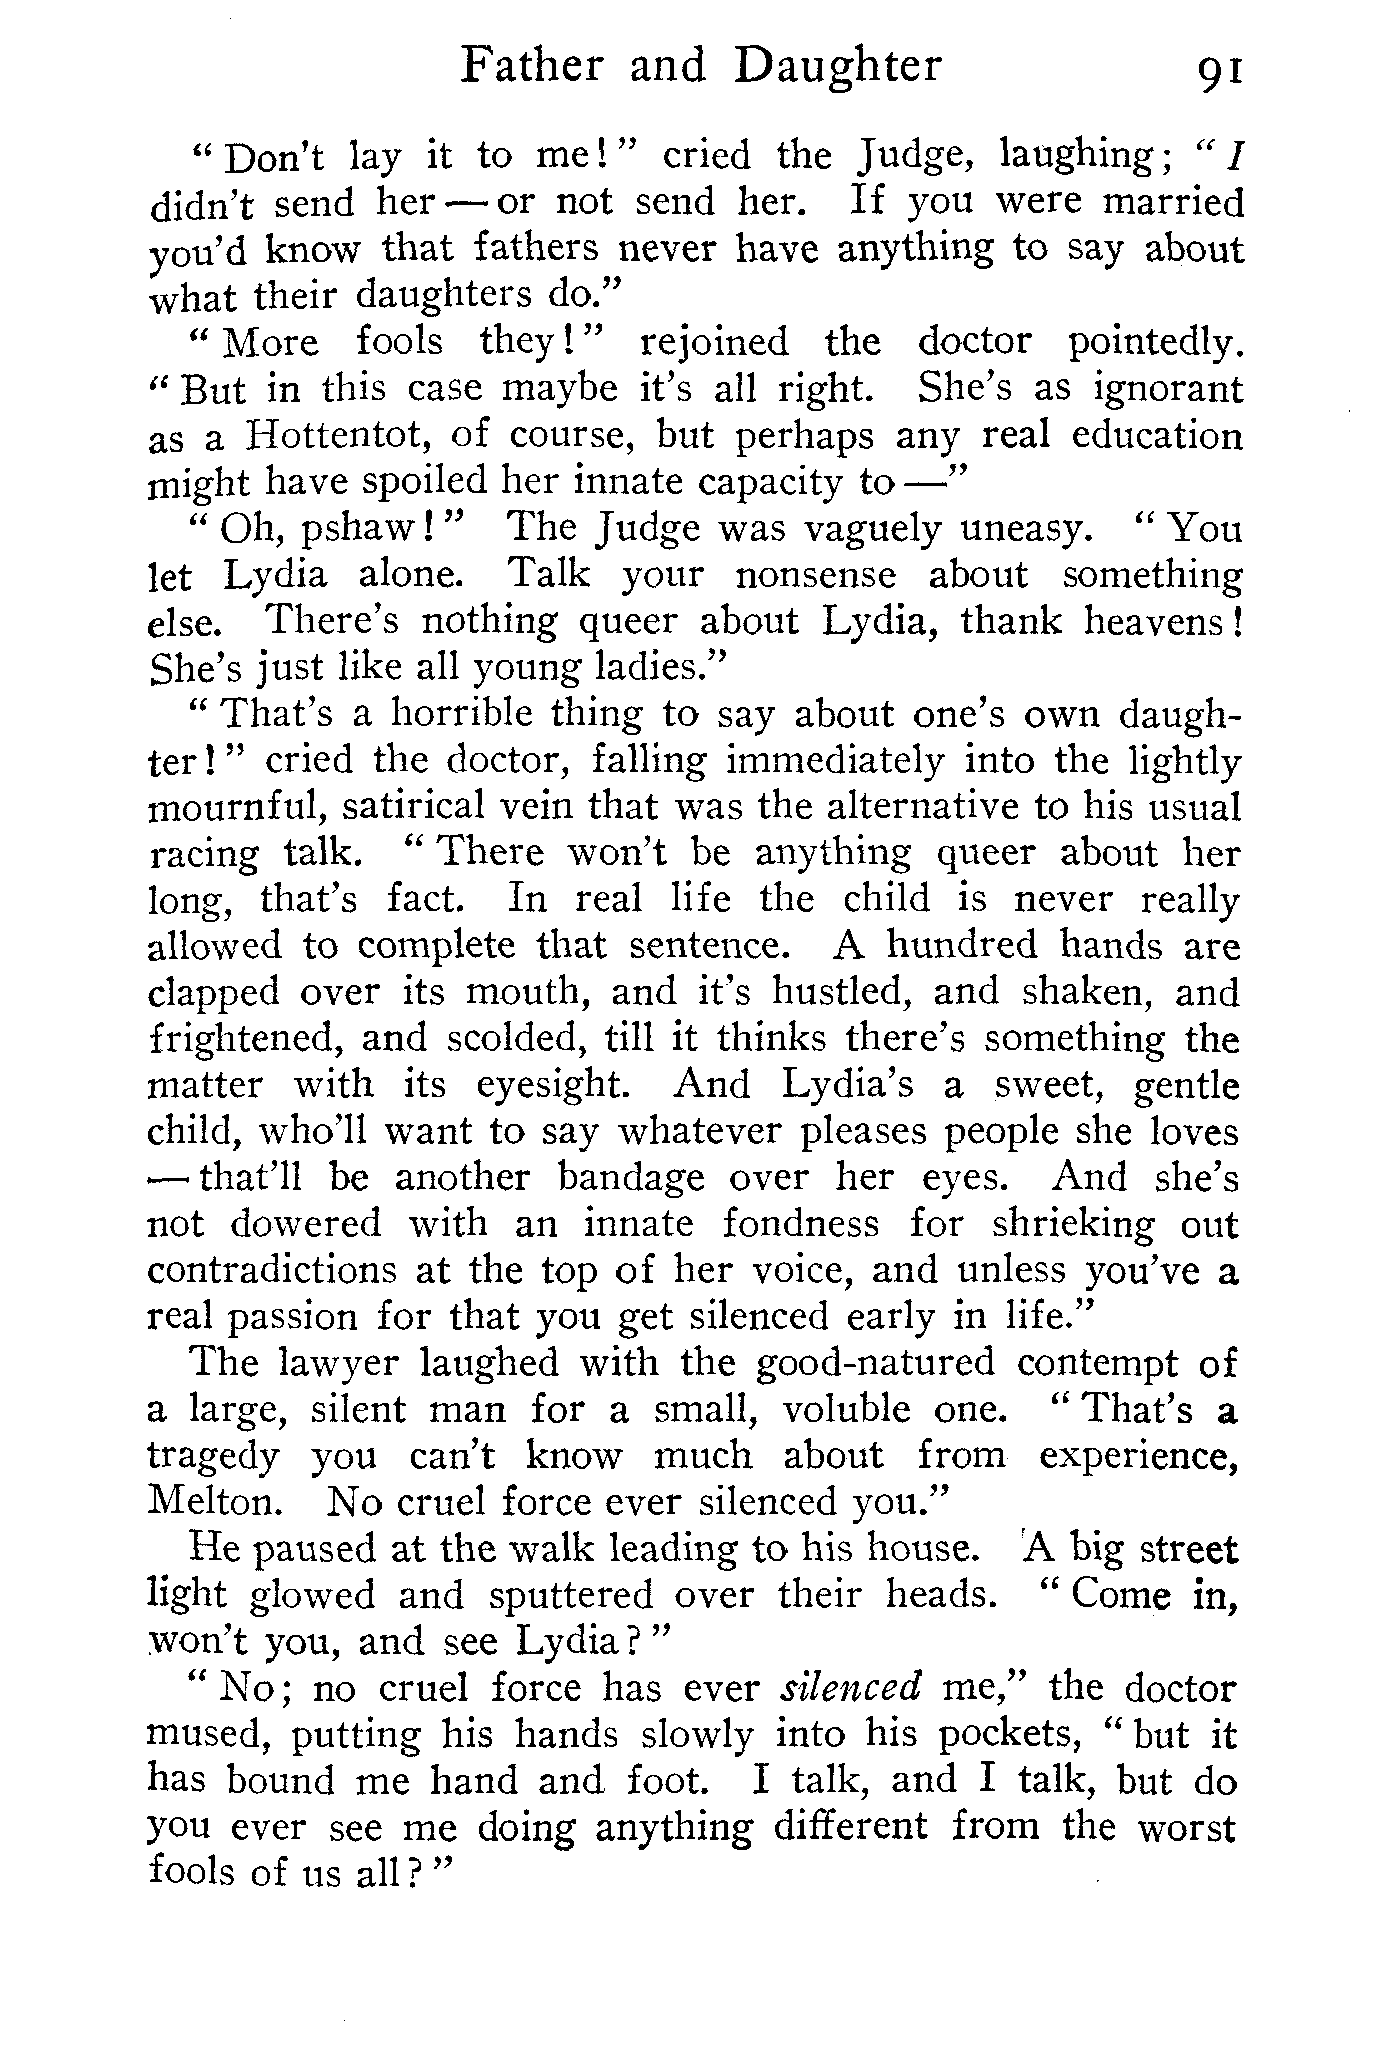 Father and Daughter 91
“ Don't lay it to me! ” cried the Judge, laughing; “ I
didn't send her — or not send her. If you were married
you'd know that fathers never have anything to say about
what their daughters do.”
“ More fools they! ” rejoined the doctor pointedly.
“ But in this case maybe it's all right. She's as ignorant
as a Hottentot, of course, but perhaps any real education
might have spoiled her innate capacity to —”
“ Oh, pshaw! ” The Judge was vaguely uneasy. “ You
let Lydia alone. Talk your nonsense about something
else. There's nothing queer about Lydia, thank heavens!
She's just like all young ladies.”
“ That's a horrible thing to say about one's own daugh-
ter! ” cried the doctor, falling immediately into the lightly
mournful, satirical vein that was the alternative to his usual
racing talk. “ There won't be anything queer about her
long, that's fact. In real life the child is never really
allowed to complete that sentence. A hundred hands are
clapped over its mouth, and it's hustled, and shaken, and
frightened, and scolded, till it thinks there's something the
matter with its eyesight. And Lydia's a sweet, gentle
child, who'll want to say whatever pleases people she loves
— that'll be another bandage over her eyes. And she's
not dowered with an innate fondness for shrieking out
contradictions at the top of her voice, and unless you've a
real passion for that you get silenced early in life.”
The lawyer laughed with the good-natured contempt of
a large, silent man for a small, voluble one. “ That's a
tragedy you can't know much about from experience,
Melton. No cruel force ever silenced you.”
He paused at the walk leading to his house. A big street
light glowed and sputtered over their heads. “ Come in,
won't you, and see Lydia? ”
“ No; no cruel force has ever silenced me,” the doctor
mused, putting his hands slowly into his pockets, “ but it
has bound me hand and foot. I talk, and I talk, but do
you ever see me doing anything different from the worst
fools of us all? ”